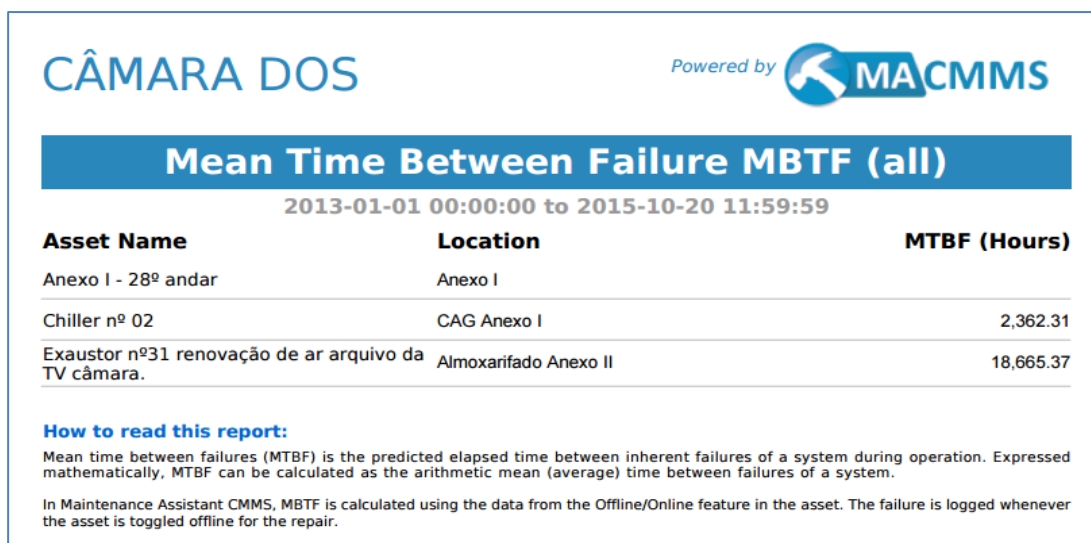 CÂMARA DOS
Powered by MACMMS
Mean Time Between Failure MBTF (all)
2013-01-01 00:00:00 to 2015-10-20 11:59:59
Asset Name Location MTBF (Hours)
Anexo I - 28º andar Anexo I
Chiller nº 02 CAG Anexo I 2,362.31
Exaustor nº31 renovação de ar arquivo da
TV câmara. Almoxarifado Anexo II 18,665.37
How to read this report:
Mean time between failures (MTBF) is the predicted elapsed time between inherent failures of a system during operation. Expressed
mathematically, MTBF can be calculated as the arithmetic mean (average) time between failures of a system.
In Maintenance Assistant CMMS, MBTF is calculated using the data from the Offline/Online feature in the asset. The failure is logged whenever
the asset is toggled offline for the repair.